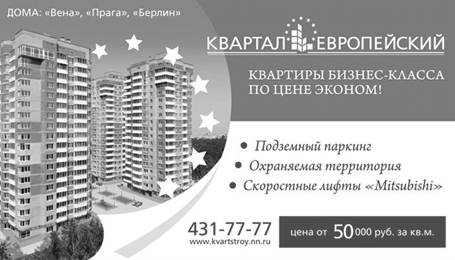 ДОМА: «Вена», «Прага», «Берлин»
КВАРТАЛ ЕВРОПЕЙСКИЙ
КВАРТИРЫ БИЗНЕС-КЛАССА
ПО ЦЕНЕ ЭКОНОМ!
• Подземный паркинг
• Охраняемая территория
• Скоростные лифты «Mitsubishi»
431-77-77
www.kvartstroy.nn.ru
цена от 50 000 руб. за кв.м.